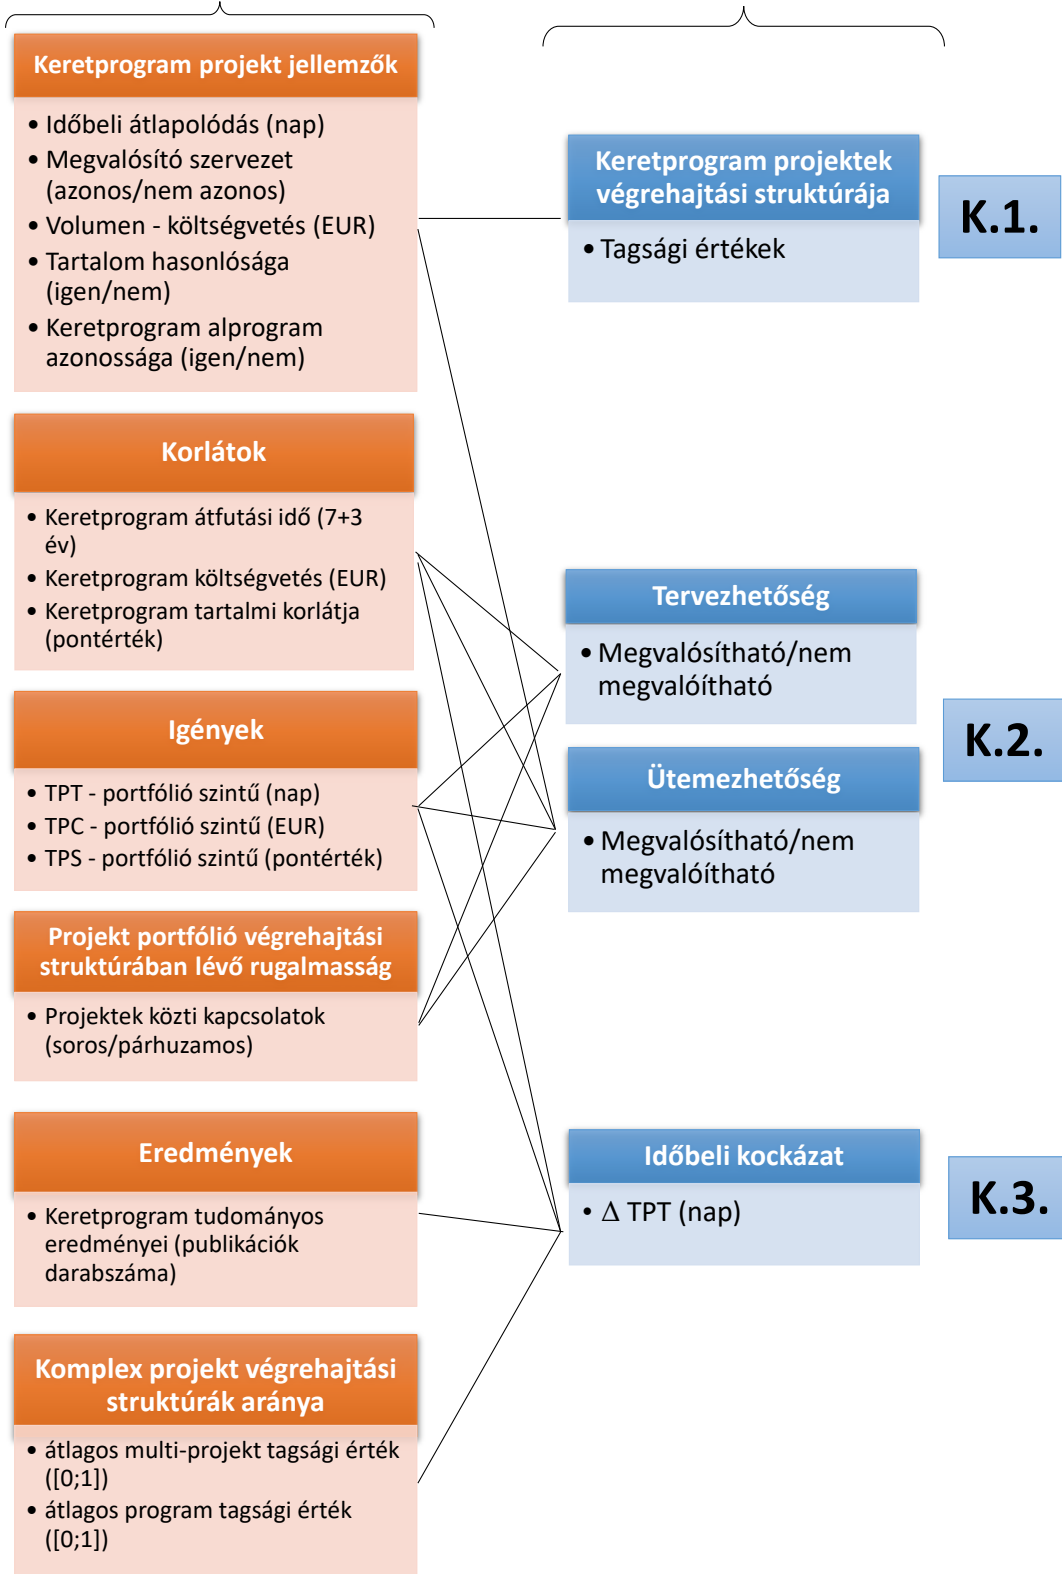 Keretprogram projekt jellemzők
• Időbeli átlapolódás (nap)
• Megvalósító szervezet
(azonos/nem azonos)
• Volumen - költségvetés (EUR)
• Tartalom hasonlósága
(igen/nem)
• Keretprogram alprogram
azonossága (igen/nem)
Korlátok
• Keretprogram átfutási idő (7+3
év)
• Keretprogram költségvetés (EUR)
• Keretprogram tartalmi korlátja
(pontérték)
Igények
• TPT - portfólió szintű (nap)
• TPC - portfólió szintű (EUR)
• TPS - portfólió szintű (pontérték)
Projekt portfólió végrehajtási
struktúrában lévő rugalmasság
• Projektek közti kapcsolatok
(soros/párhuzamos)
Eredmények
• Keretprogram tudományos
eredményei (publikációk
darabszáma)
Komplex projekt végrehajtási
struktúrák aránya
• átlagos multi-projekt tagsági érték
([0;1])
• átlagos program tagsági érték
([0;1])
Keretprogram projektek
végrehajtási struktúrája
• Tagsági értékek
K.1.
Tervezhetőség
• Megvalósítható/nem
megvalóítható
Ütemezhetőség
• Megvalósítható/nem
megvalóítható
K.2.
Időbeli kockázat
• Δ TPT (nap)
K.3.